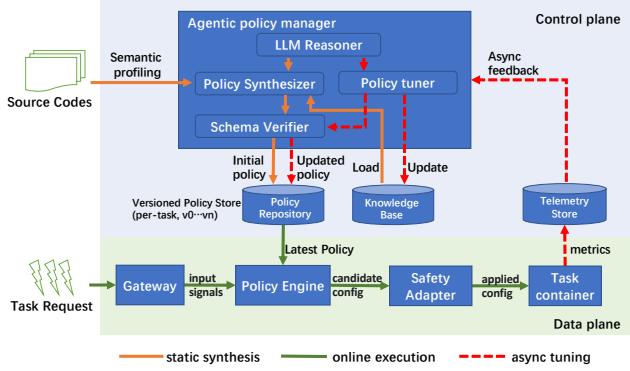 Agentic policy manager
Control plane
LLM Reasoner
Semantic
profiling
Async
feedback
Policy Synthesizer
Policy tuner
Source Codes
Schema Verifier
Initial
policy
Updated
policy
Load
Update
Versioned Policy Store
(per-task, v0…vn)
Policy
Repository
Knowledge
Base
Telemetry
Store
Latest Policy
metrics
Gateway
input
signals
Policy Engine
candidate
config
Safety
Adapter
applied
config
Task
container
Task Request
Data plane
static synthesis
online execution
async tuning